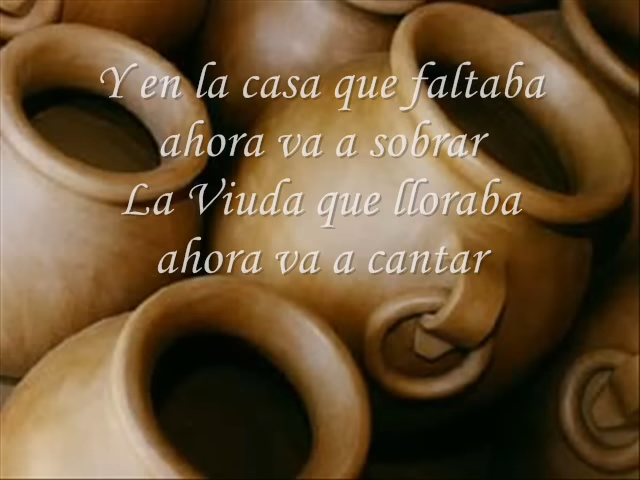 Y en la casa que faltaba
ahora va a sobrar
La Viuda que lloraba
ahora va a cantar